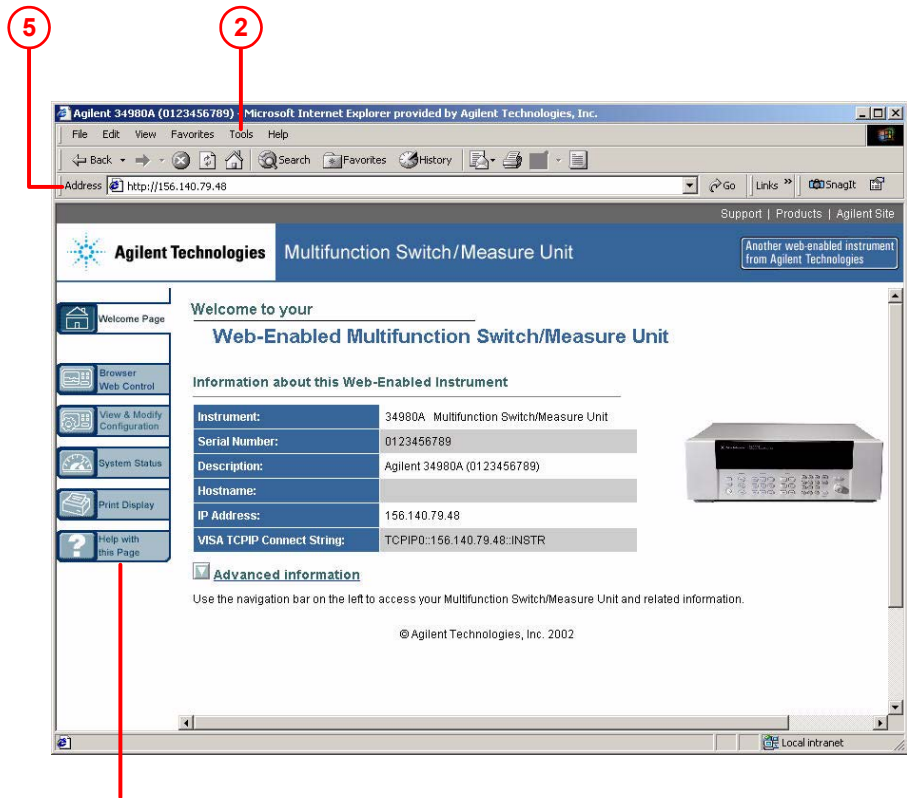 5 2
Agilent 34980A (0123456789) - Microsoft Internet Explorer provided by Agilent Technologies, Inc.
File Edit View Favorites Tools Help
Back Search Favorites History
Address http://156.140.79.48 Go Links » SnagIt
Support | Products | Agilent Site
Agilent Technologies Multifunction Switch/Measure Unit
Another web-enabled instrument
from Agilent Technologies
Welcome Page
Welcome to your
Web-Enabled Multifunction Switch/Measure Unit
Browser
Web Control
Information about this Web-Enabled Instrument
View & Modify
Configuration
Instrument: 34980A Multifunction Switch/Measure Unit
Serial Number: 0123456789
System Status
Description: Agilent 34980A (0123456789)
Hostname:
Print Display
IP Address: 156.140.79.48
Help with
this Page
VISA TCPIP Connect String: TCPIP0::156.140.79.48::INSTR
Advanced information
Use the navigation bar on the left to access your Multifunction Switch/Measure Unit and related information.
© Agilent Technologies, Inc. 2002
Local intranet